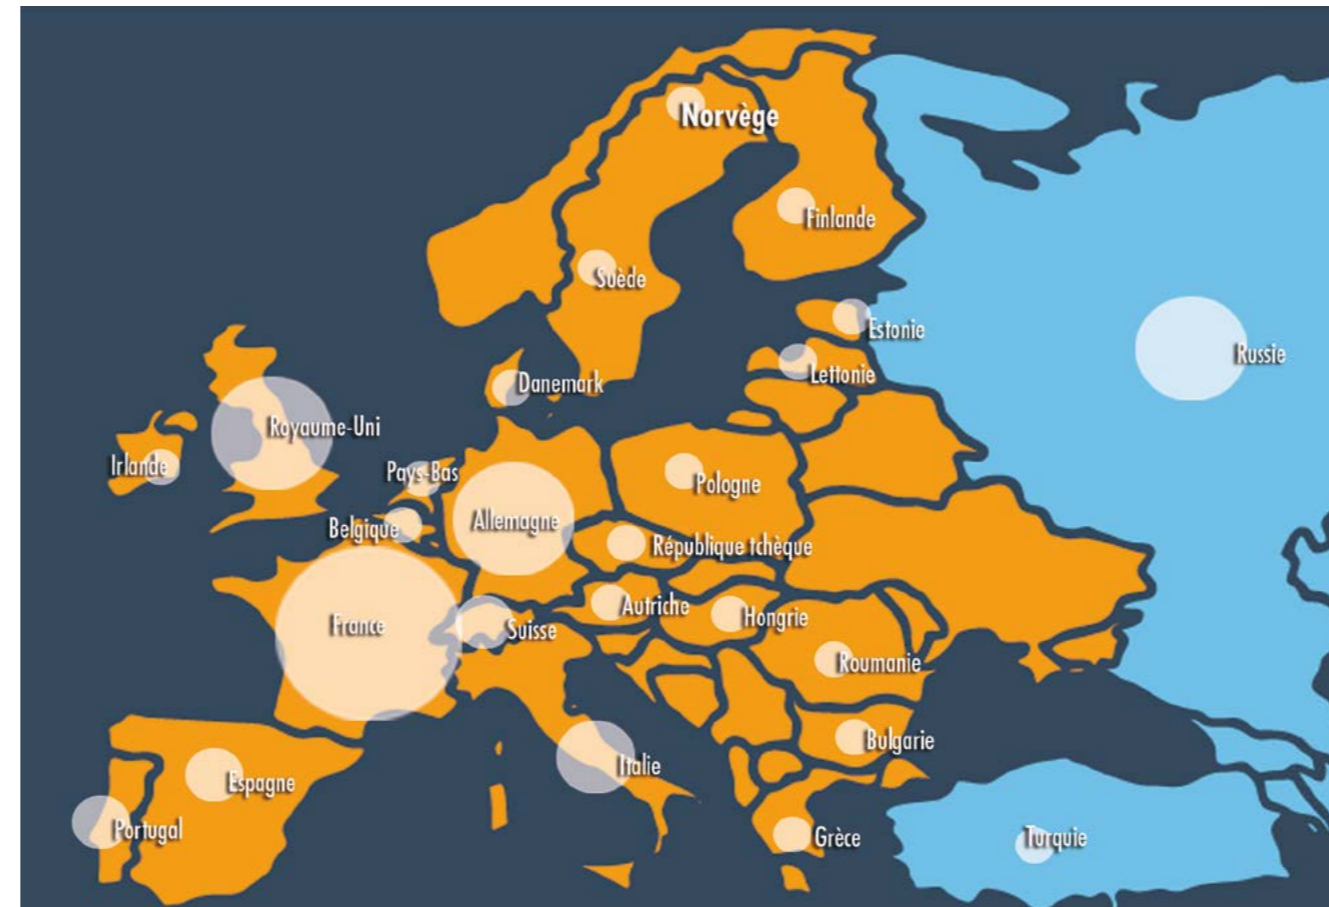 Norvège
Finlande
Suède
Estonie
Russie
Lettonie
Danemark
Royaume-Uni
Irlande
Pays-Bas
Pologne
Allemagne
Belgique
République tchèque
Autriche
Hongrie
France
Suisse
Roumanie
Bulgarie
Italie
Espagne
Portugal
Grèce
Turquie